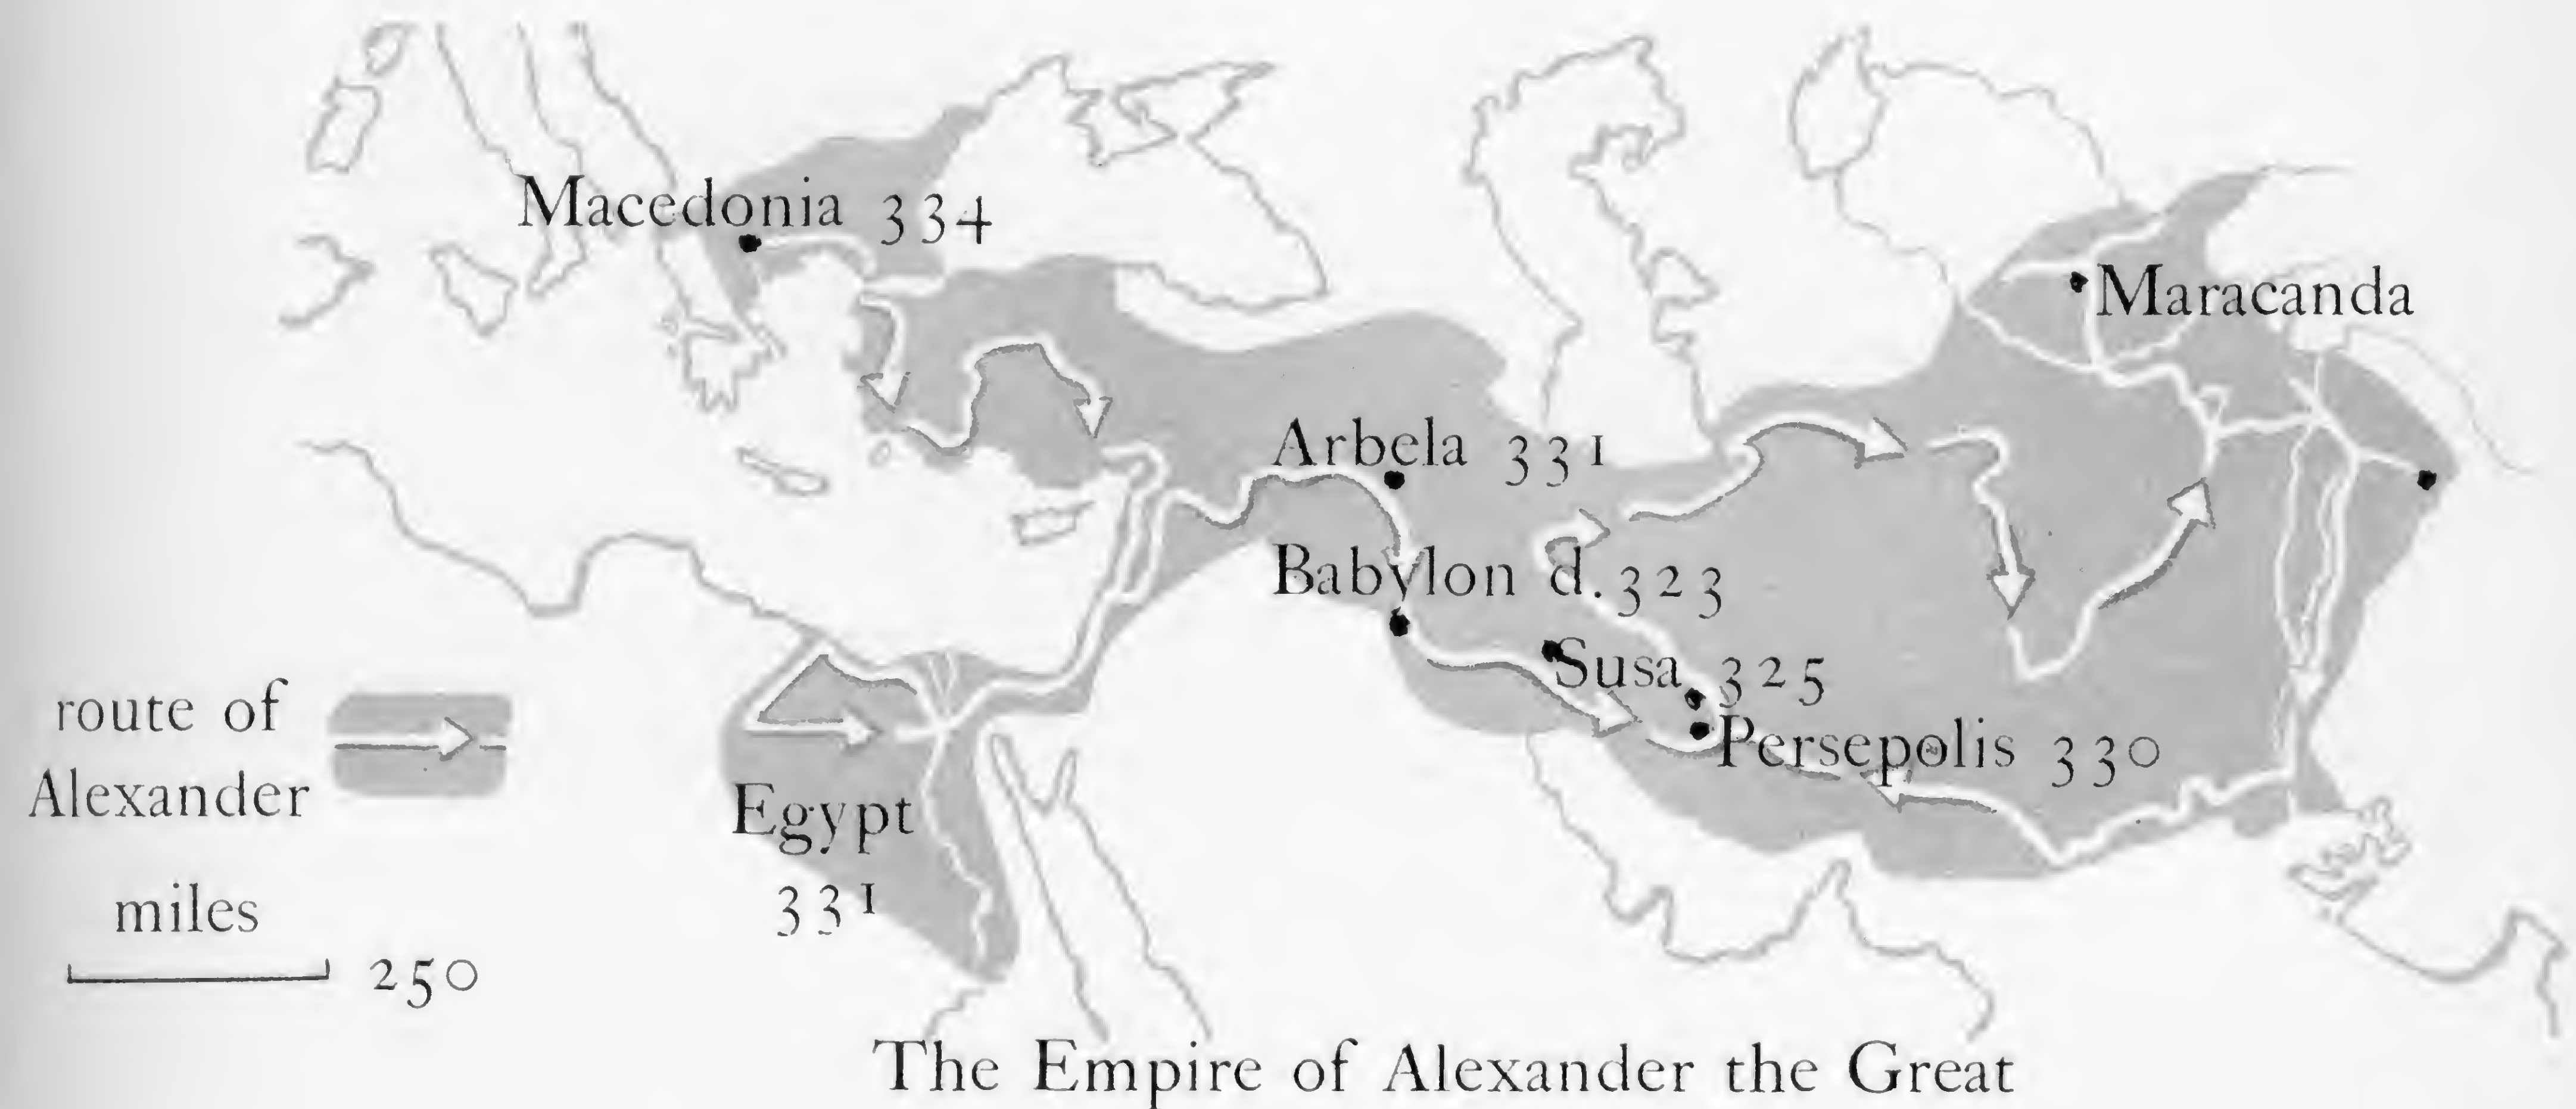 Macedonia 334
Maracanda
Arbela 331
Babylon d. 323
Susa 325
Persepolis 330
Egypt
331
route of
Alexander
miles
250
The Empire of Alexander the Great